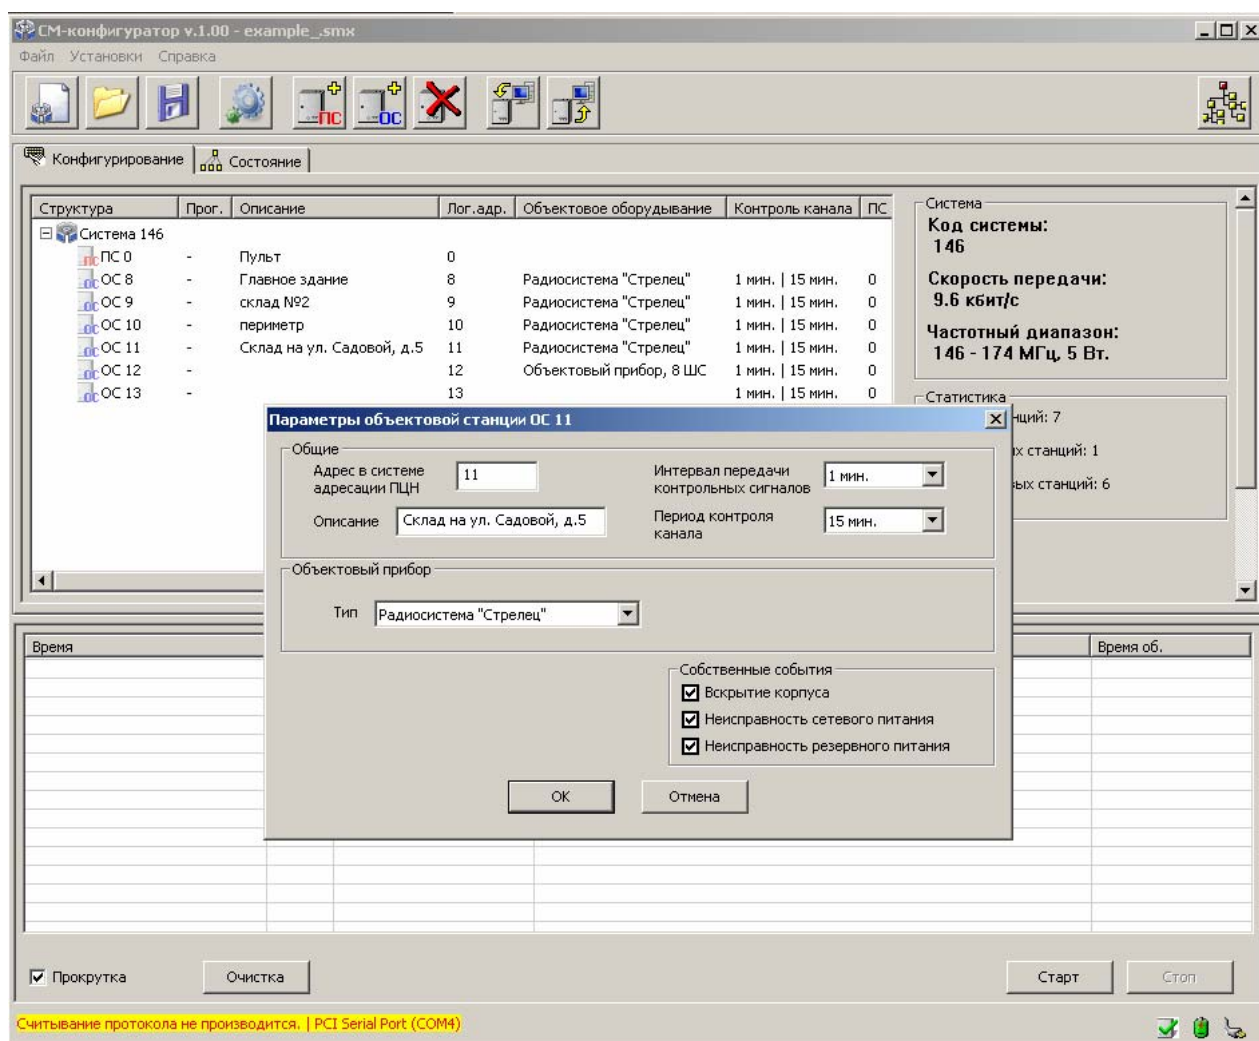 СМ-конфигуратор v.1.00 - example_.smx
Файл Установки Справка
ПС ОС
Конфигурирование Состояние
Структура Прог. Описание Лог.адр. Объектовое оборудывание Контроль канала ПС
Система 146
ПС 0 - Пульт 0
ОС 8 - Главное здание 8 Радиосистема "Стрелец" 1 мин. | 15 мин. 0
ОС 9 - склад №2 9 Радиосистема "Стрелец" 1 мин. | 15 мин. 0
ОС 10 - периметр 10 Радиосистема "Стрелец" 1 мин. | 15 мин. 0
ОС 11 - Склад на ул. Садовой, д.5 11 Радиосистема "Стрелец" 1 мин. | 15 мин. 0
ОС 12 - 12 Объектовый прибор, 8 ШС 1 мин. | 15 мин. 0
ОС 13 - 13 1 мин. | 15 мин. 0
Система
Код системы:
146
Скорость передачи:
9.6 кбит/с
Частотный диапазон:
146 - 174 МГц, 5 Вт.
Статистика
нций: 7
х станций: 1
вых станций: 6
Параметры объектовой станции ОС 11
Общие
Адрес в системе
адресации ПЦН
11
Интервал передачи
контрольных сигналов
1 мин.
Описание
Склад на ул. Садовой, д.5
Период контроля
канала
15 мин.
Объектовый прибор
Тип Радиосистема "Стрелец"
Собственные события
Вскрытие корпуса
Неисправность сетевого питания
Неисправность резервного питания
ОК Отмена
Время Время об.
Прокрутка Очистка Старт Стоп
Считывание протокола не производится. | PCI Serial Port (COM4)